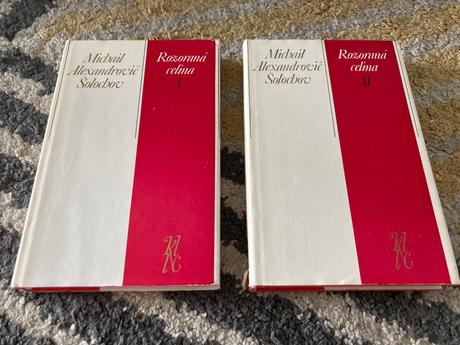 Michail
Alexandrovič
Šolochov
Rozoraná
celina
I
Michail
Alexandrovič
Šolochov
Rozoraná
celina
II